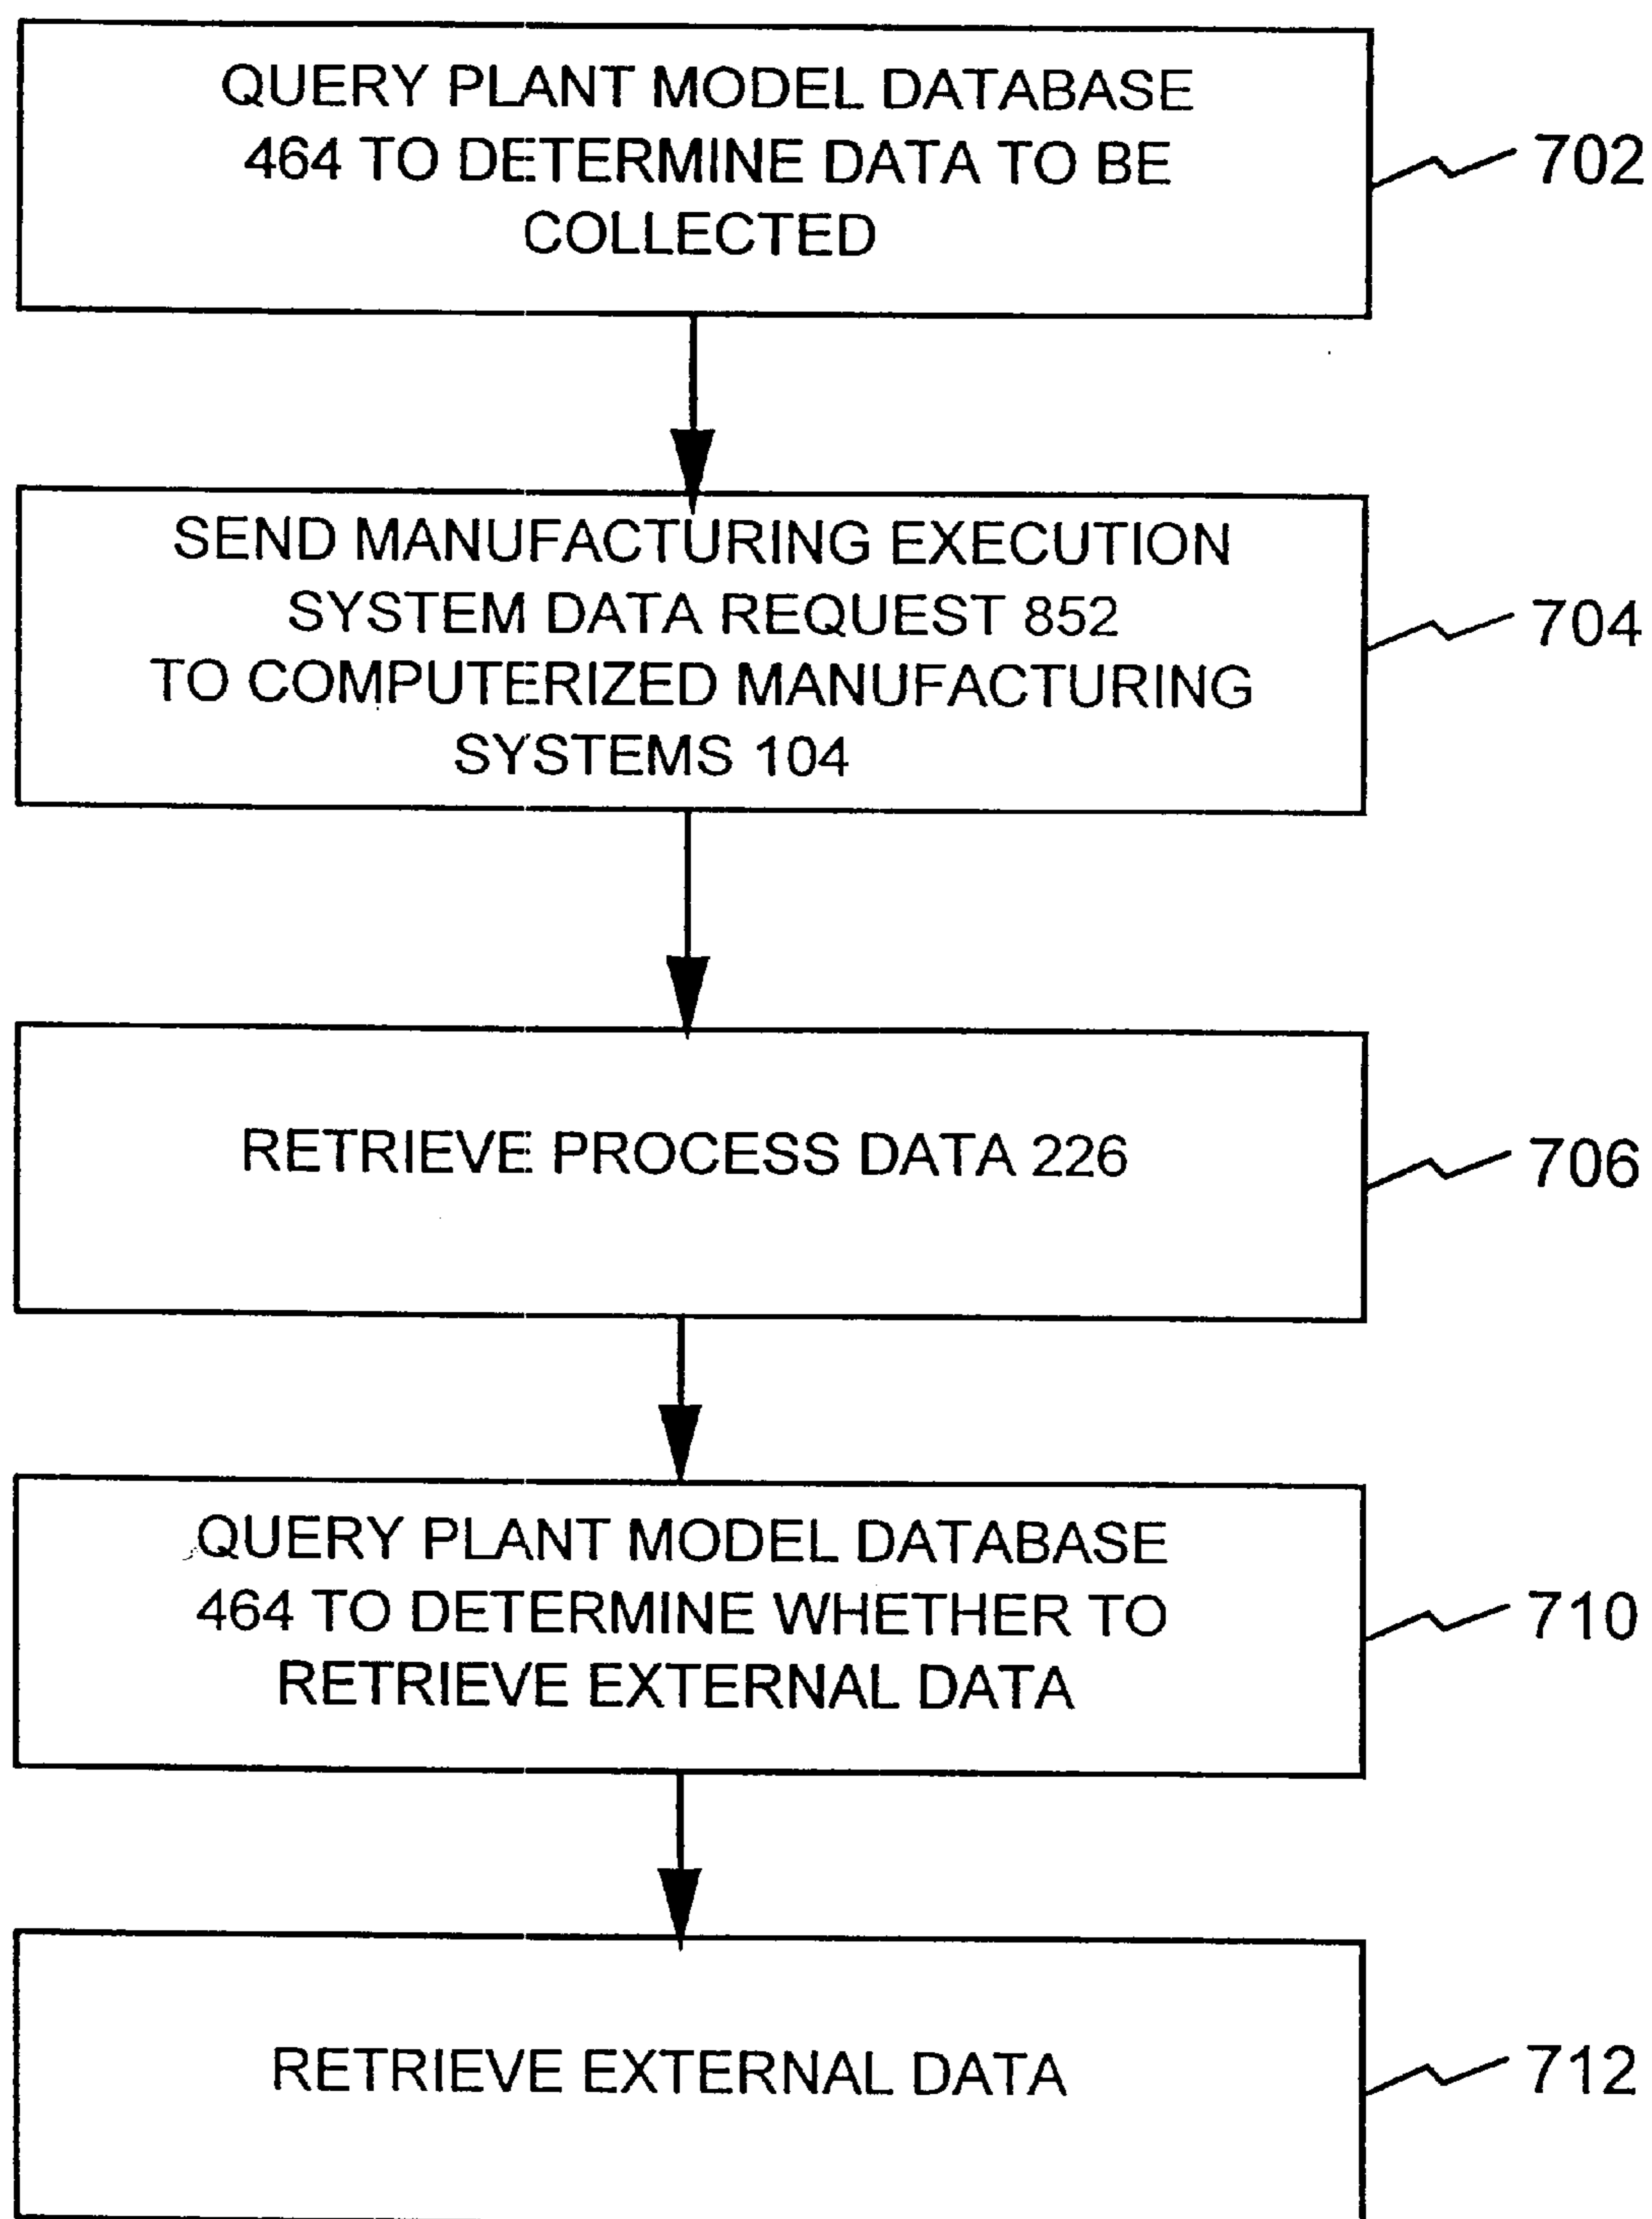 QUERY PLANT MODEL DATABASE
464 TO DETERMINE DATA TO BE
COLLECTED
702
SEND MANUFACTURING EXECUTION
SYSTEM DATA REQUEST 852
TO COMPUTERIZED MANUFACTURING
SYSTEMS 104
704
RETRIEVE PROCESS DATA 226
706
QUERY PLANT MODEL DATABASE
464 TO DETERMINE WHETHER TO
RETRIEVE EXTERNAL DATA
710
RETRIEVE EXTERNAL DATA
712